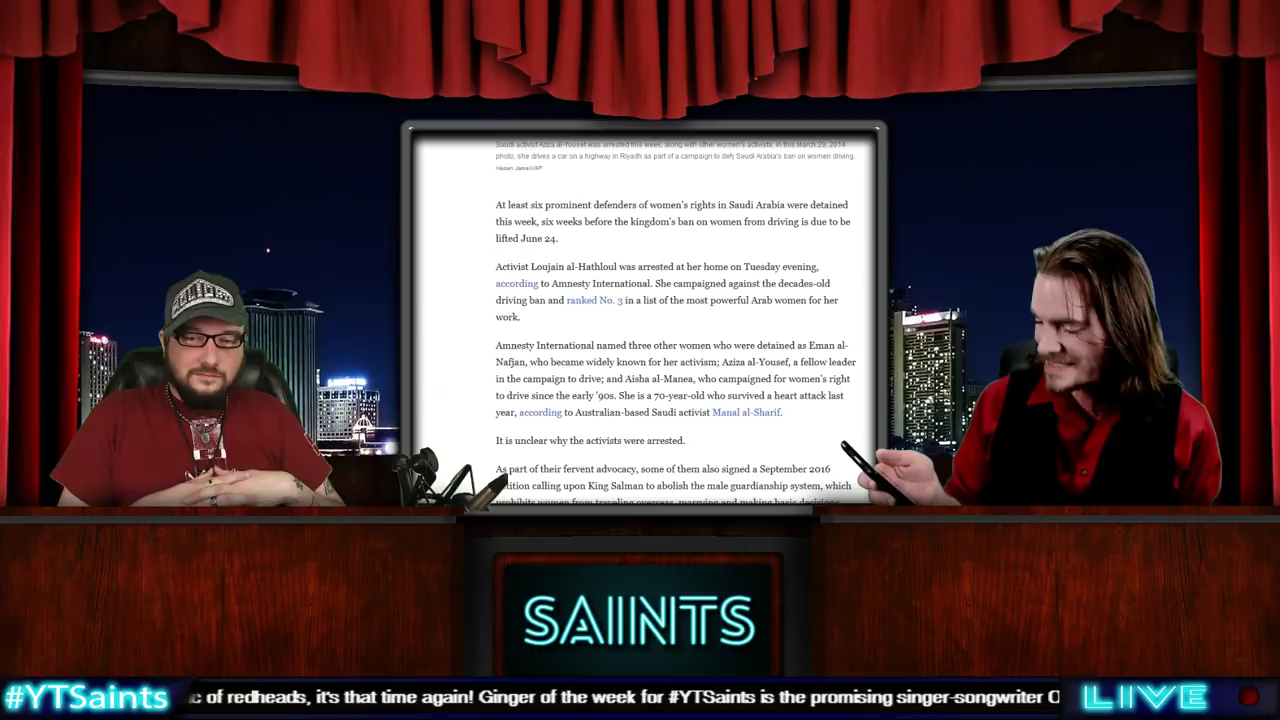 Saudi activist Aziza al-Yousef was arrested this week, along with other women's activists. In this March 29, 2014
photo, she drives a car on a highway in Riyadh as part of a campaign to defy Saudi Arabia's ban on women driving.
Hasan Jamali/AP
At least six prominent defenders of women's rights in Saudi Arabia were detained
this week, six weeks before the kingdom's ban on women from driving is due to be
lifted June 24.
Activist Loujain al-Hathloul was arrested at her home on Tuesday evening,
according to Amnesty International. She campaigned against the decades-old
driving ban and ranked No. 3 in a list of the most powerful Arab women for her
work.
Amnesty International named three other women who were detained as Eman al-
Nafjan, who became widely known for her activism; Aziza al-Yousef, a fellow leader
in the campaign to drive; and Aisha al-Manea, who campaigned for women's right
to drive since the early '90s. She is a 70-year-old who survived a heart attack last
year, according to Australian-based Saudi activist Manal al-Sharif.
It is unclear why the activists were arrested.
As part of their fervent advocacy, some of them also signed a September 2016
tition calling upon King Salman to abolish the male guardianship system, which
prohibits women from traveling overseas, marrying and making basic decisions
SAIINTS
#YTSaints
c of redheads, it's that time again! Ginger of the week for #YTSaints is the promising singer-songwriter
LIVE